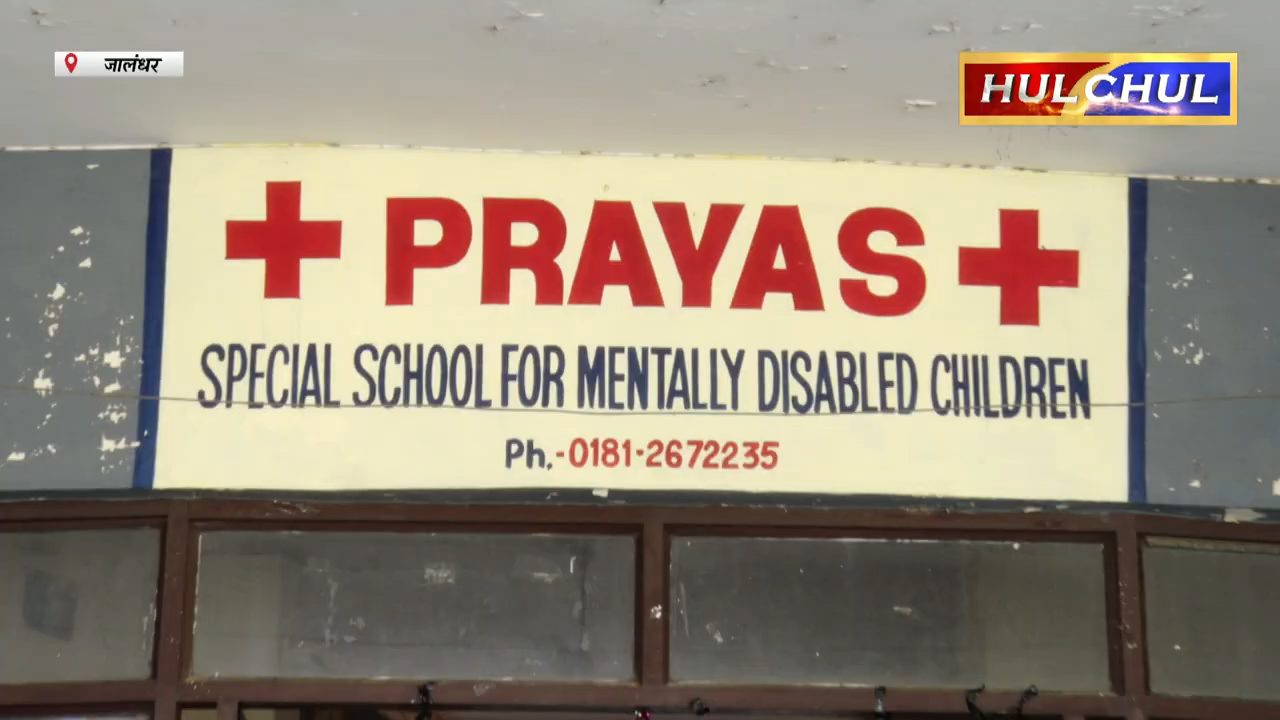 जालंधर
HULCHUL
PRAYAS
SPECIAL SCHOOL FOR MENTALLY DISABLED CHILDREN
Ph.-0181-2672235